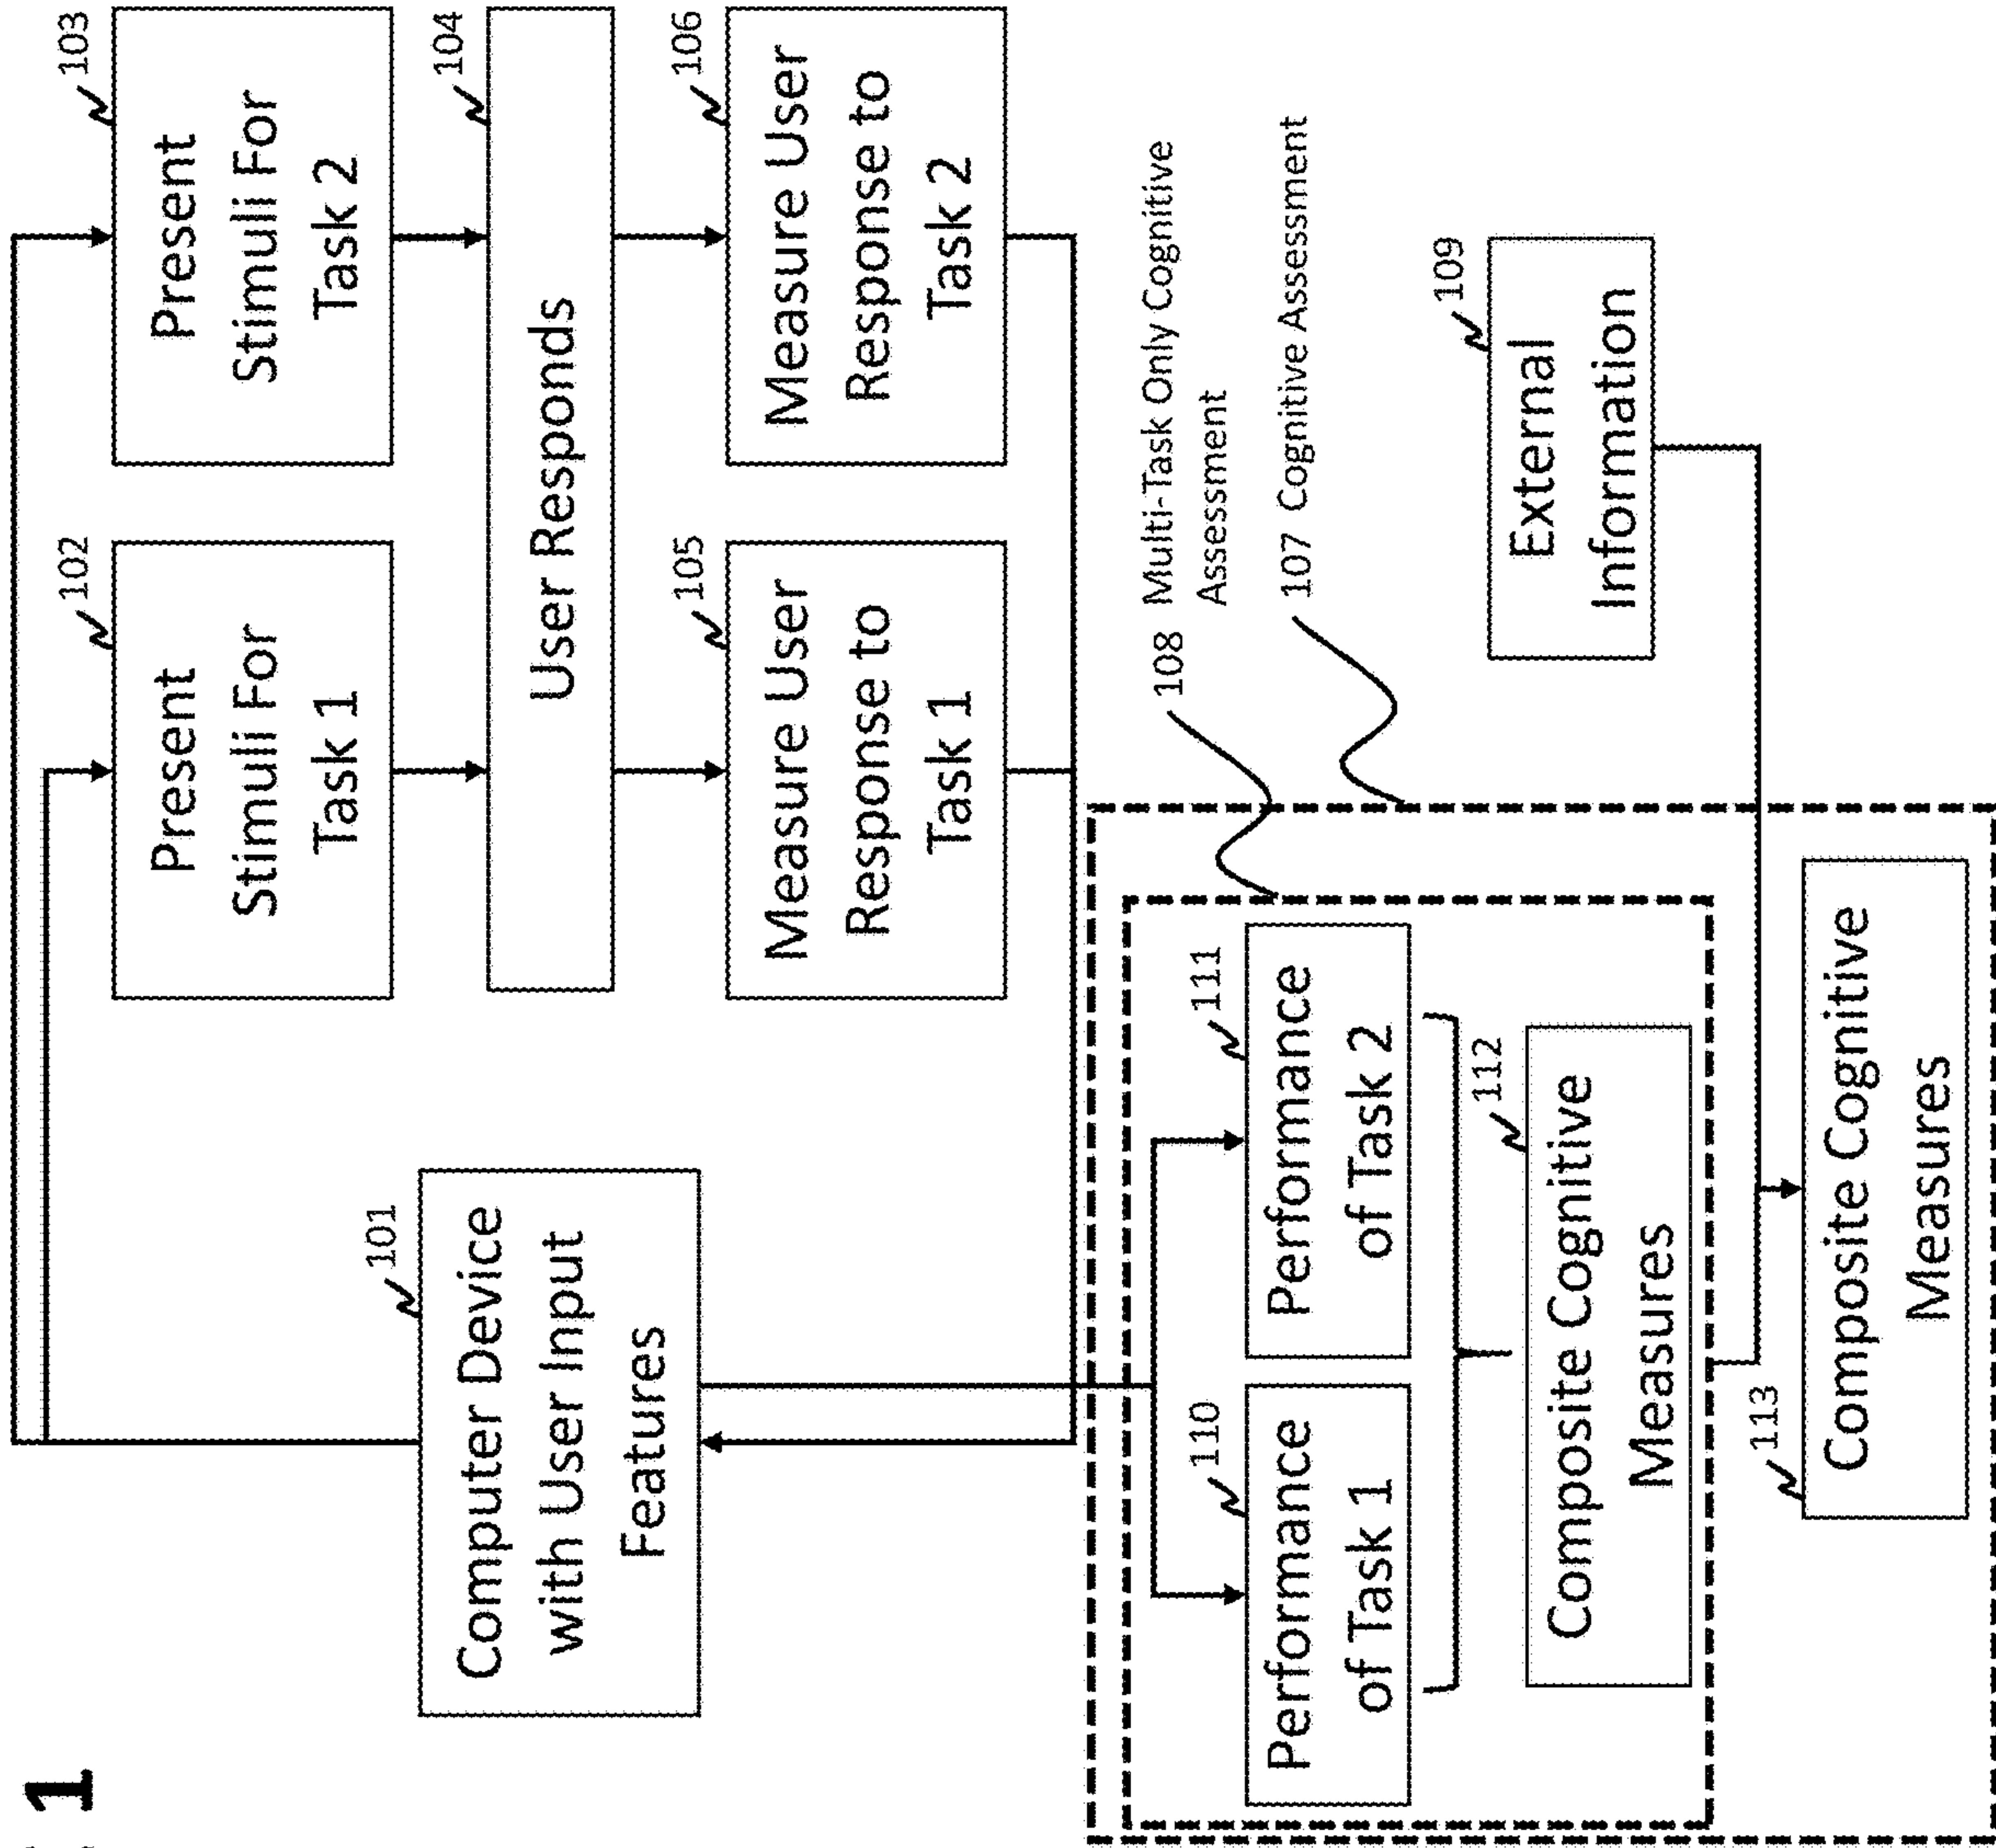 1
101
Computer Device
with User Input
Features
102
Present
Stimuli For
Task 1
103
Present
Stimuli For
Task 2
104
User Responds
105
Measure User
Response to
Task 1
106
Measure User
Response to
Task 2
108 Multi-Task Only Cognitive
Assessment
107 Cognitive Assessment
110
Performance
of Task 1
111
Performance
of Task 2
112
Composite Cognitive
Measures
109
External
Information
113
Composite Cognitive
Measures